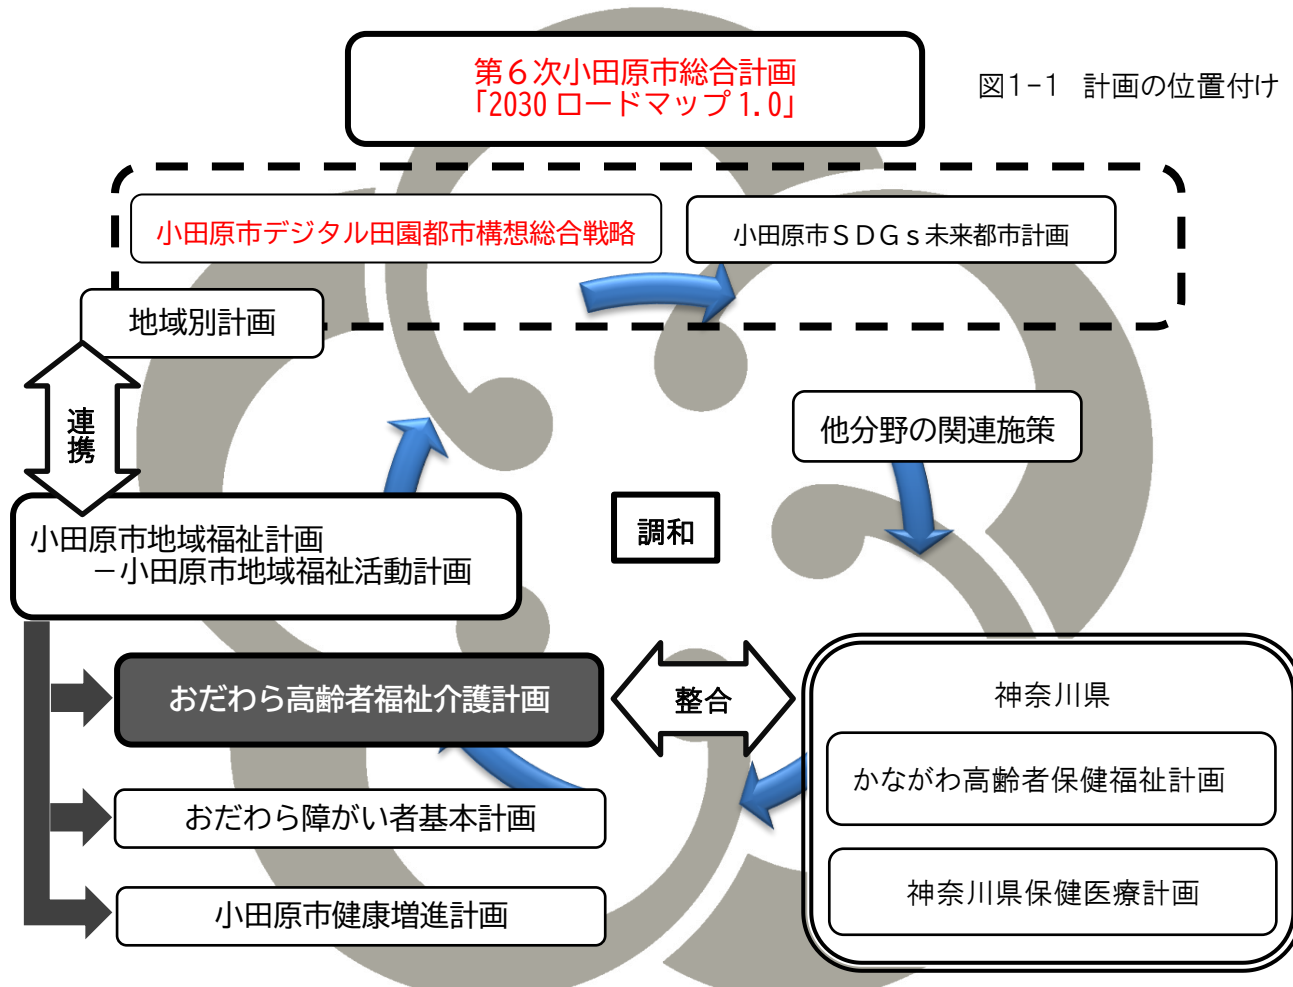 第６次小田原市総合計画
「2030 ロードマップ 1.0」
図1-1 計画の位置付け
小田原市デジタル田園都市構想総合戦略
小田原市ＳＤＧｓ未来都市計画
地域別計画
連携
他分野の関連施策
調和
小田原市地域福祉計画
－小田原市地域福祉活動計画
おだわら高齢者福祉介護計画
整合
神奈川県
かながわ高齢者保健福祉計画
おだわら障がい者基本計画
神奈川県保健医療計画
小田原市健康増進計画